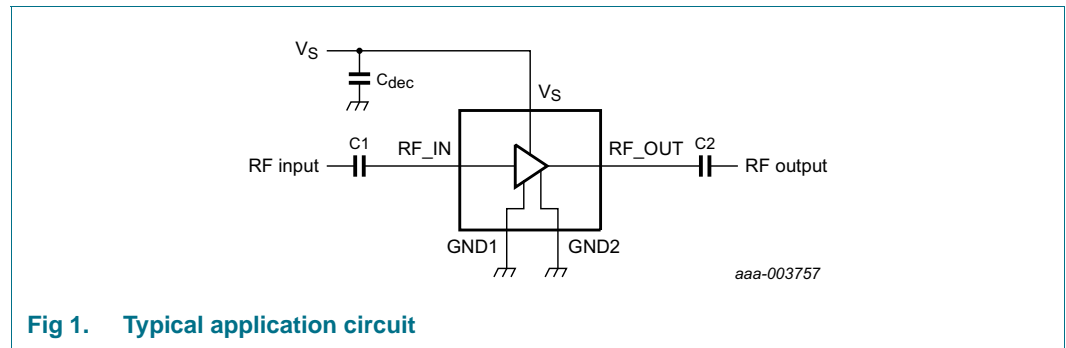 VS
Cdec
VS
RF input
C1
RF_IN
RF_OUT
C2
RF output
GND1
GND2
aaa-003757
Fig 1. Typical application circuit